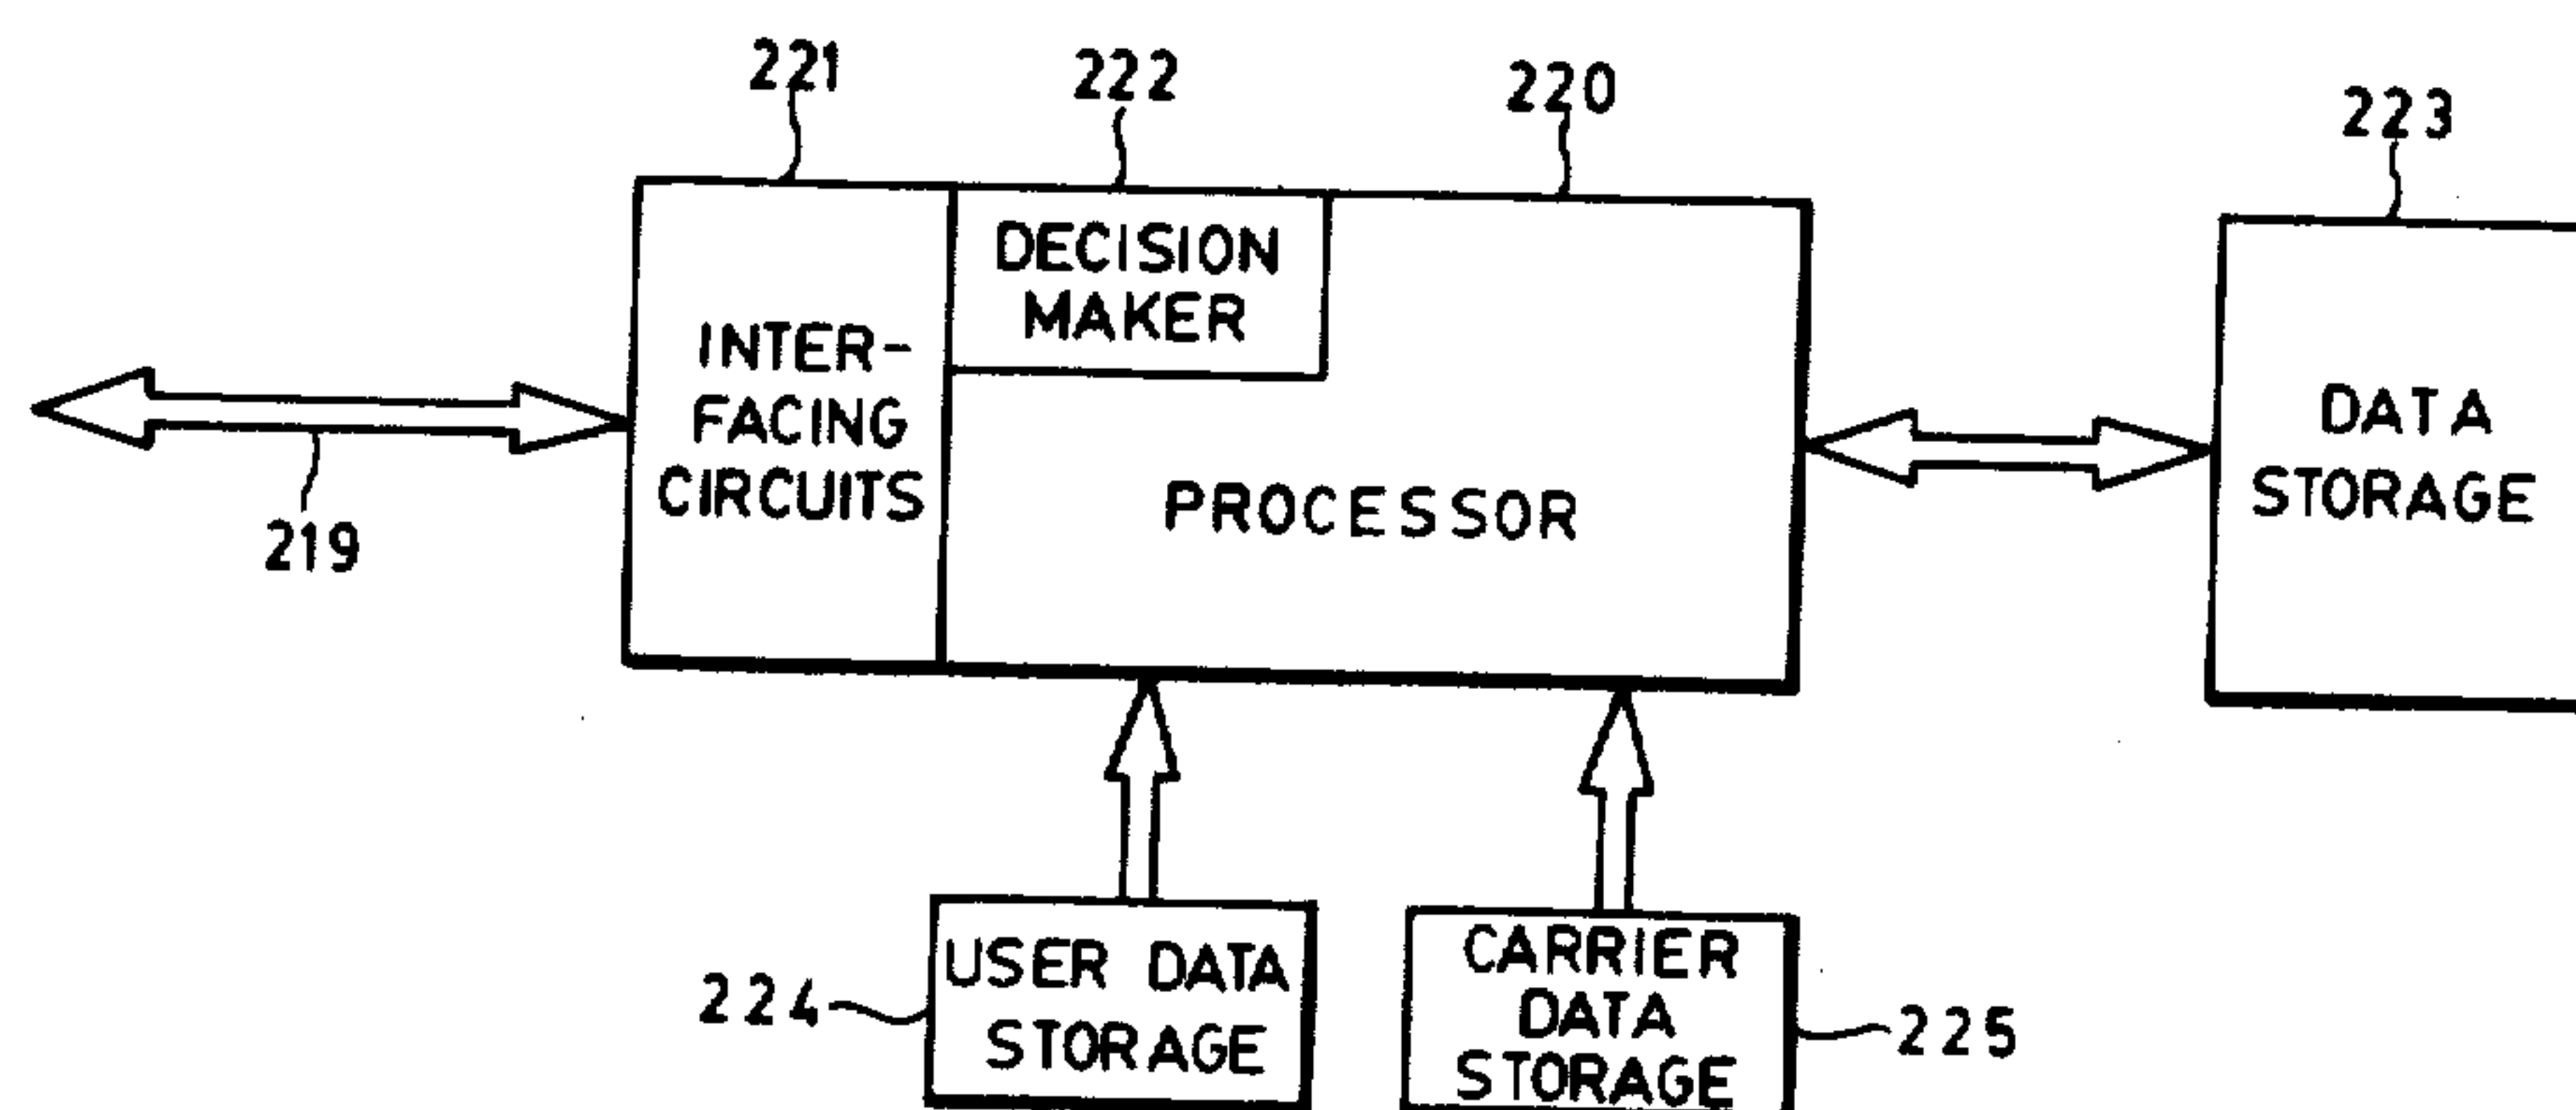 221
222
220
223
DECISION
MAKER
INTER-
FACING
CIRCUITS
PROCESSOR
DATA
STORAGE
219
USER DATA
STORAGE
224
CARRIER
DATA
STORAGE
225